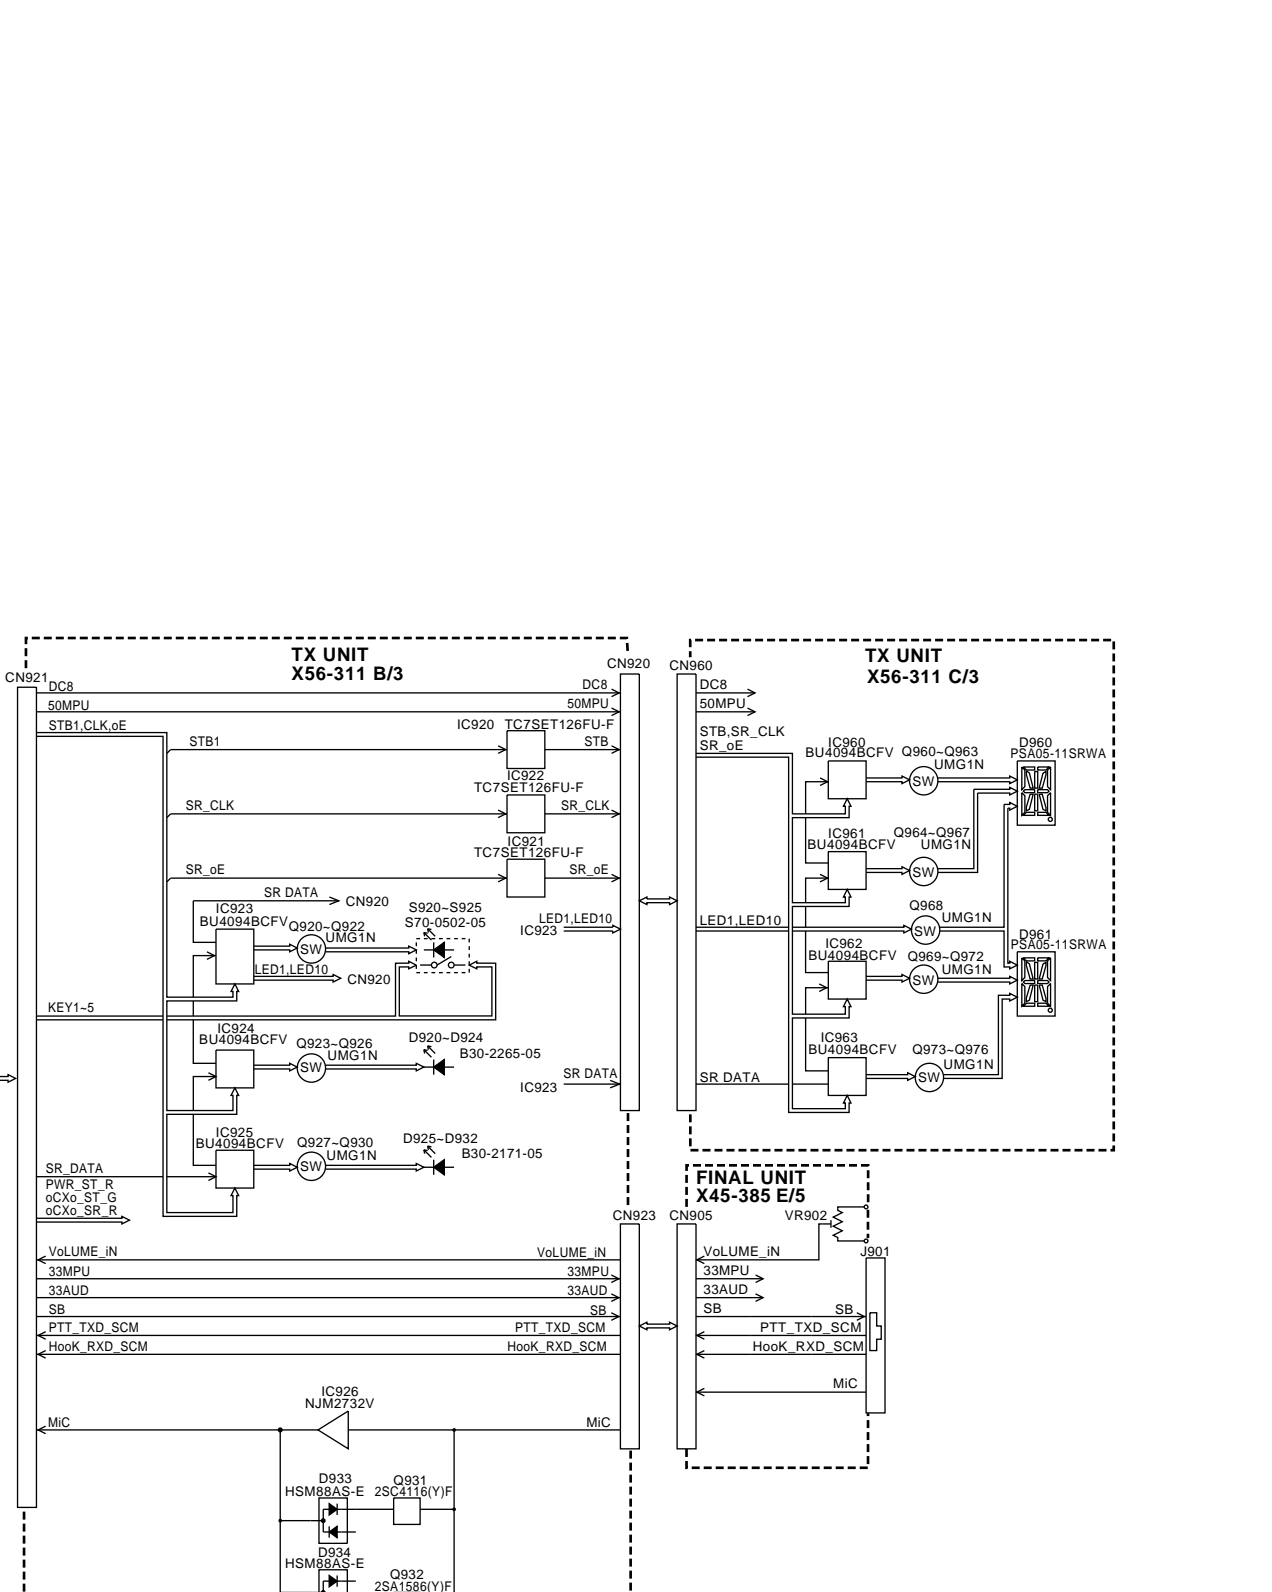 TX UNIT
X56-311 B/3
CN921
CN920
DC8
DC8
50MPU
50MPU
STB1,CLK,oE
IC920 TC7SET126FU-F
STB1
STB
IC922
TC7SET126FU-F
SR_CLK
SR_CLK
IC921
TC7SET126FU-F
SR_oE
SR_oE
SR DATA
CN920
IC923
BU4094BCFV
Q920~Q922
UMG1N
SW
S920~S925
S70-0502-05
LED1,LED10
IC923
LED1,LED10
CN920
KEY1~5
IC924
BU4094BCFV
Q923~Q926
UMG1N
SW
D920~D924
B30-2265-05
SR DATA
IC923
IC925
BU4094BCFV
Q927~Q930
UMG1N
SW
D925~D932
B30-2171-05
SR_DATA
PWR_ST_R
oCXo_ST_G
oCXo_SR_R
CN923
VoLUME_iN
VoLUME_iN
33MPU
33MPU
33AUD
33AUD
SB
SB
PTT_TXD_SCM
PTT_TXD_SCM
HooK_RXD_SCM
HooK_RXD_SCM
IC926
NJM2732V
MiC
MiC
D933
HSM88AS-E
Q931
2SC4116(Y)F
D934
HSM88AS-E
Q932
2SA1586(Y)F
TX UNIT
X56-311 C/3
CN960
DC8
50MPU
STB,SR_CLK
SR_oE
IC960
BU4094BCFV
Q960~Q963
UMG1N
SW
D960
PSA05-11SRWA
IC961
BU4094BCFV
Q964~Q967
UMG1N
SW
Q968
UMG1N
LED1,LED10
SW
D961
PSA05-11SRWA
IC962
BU4094BCFV
Q969~Q972
UMG1N
SW
IC963
BU4094BCFV
Q973~Q976
UMG1N
SW
SR DATA
FINAL UNIT
X45-385 E/5
CN905
VR902
J901
VoLUME_iN
33MPU
33AUD
SB
SB
PTT_TXD_SCM
HooK_RXD_SCM
MiC